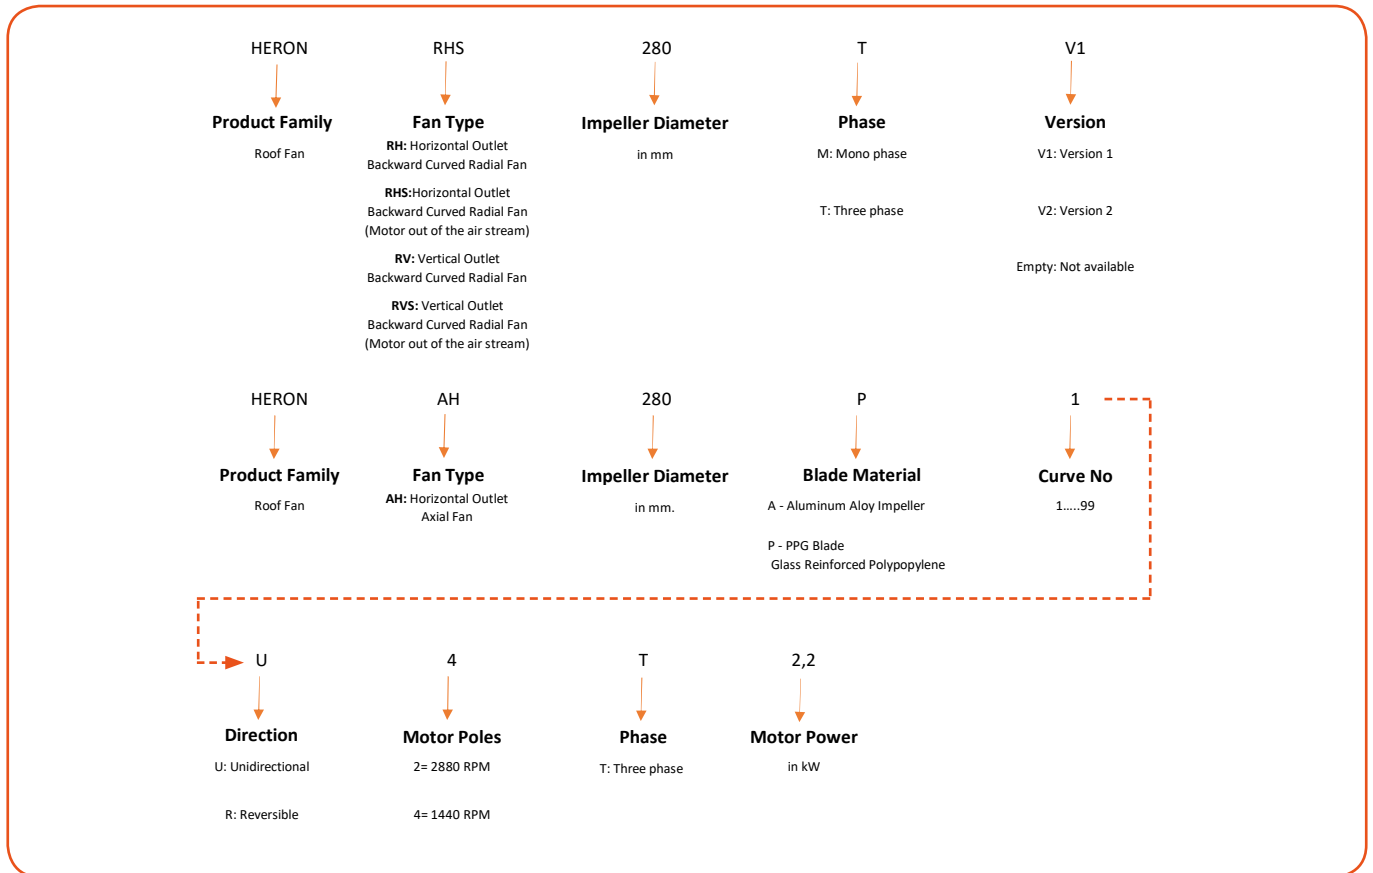 HERON RHS 280 T V1
Product Family Fan Type Impeller Diameter Phase Version
Roof Fan
RH: Horizontal Outlet
Backward Curved Radial Fan
RHS:Horizontal Outlet
Backward Curved Radial Fan
(Motor out of the air stream)
RV: Vertical Outlet
Backward Curved Radial Fan
RVS: Vertical Outlet
Backward Curved Radial Fan
(Motor out of the air stream)
in mm
M: Mono phase
T: Three phase
V1: Version 1
V2: Version 2
Empty: Not available
HERON AH 280 P 1
Product Family Fan Type Impeller Diameter Blade Material Curve No
Roof Fan
AH: Horizontal Outlet
Axial Fan
in mm.
A - Aluminum Aloy Impeller
P - PPG Blade
Glass Reinforced Polypopylene
1.....99
U 4 T 2,2
Direction Motor Poles Phase Motor Power
U: Unidirectional
R: Reversible
2= 2880 RPM
4= 1440 RPM
T: Three phase
in kW